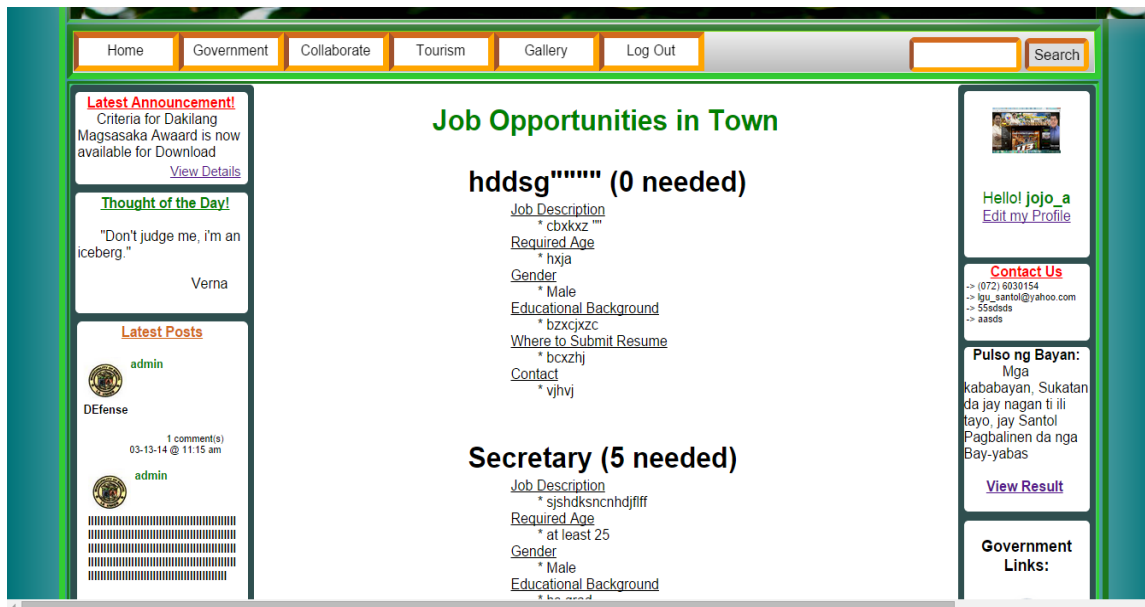 Home Government Collaborate Tourism Gallery Log Out Search
Latest Announcement!
Criteria for Dakilang
Magsasaka Awaard is now
available for Download
View Details
Thought of the Day!
"Don't judge me, i'm an
iceberg."
Verna
Latest Posts
admin
DEfense
1 comment(s)
03-13-14 @ 11:15 am
admin
Job Opportunities in Town
hddsg"""" (0 needed)
Job Description
* cbxkxz ""
Required Age
* hxja
Gender
* Male
Educational Background
* bzxcjxzc
Where to Submit Resume
* bcxzhj
Contact
* vjhvj
Secretary (5 needed)
Job Description
* sjshdksncnhdjflff
Required Age
* at least 25
Gender
* Male
Educational Background
Hello! jojo_a
Edit my Profile
Contact Us
-> (072) 6030154
-> lgu_santol@yahoo.com
-> 55sdsds
-> aasds
Pulso ng Bayan:
Mga
kababayan, Sukatan
da jay nagan ti ili
tayo, jay Santol
Pagbalinen da nga
Bay-yabas
View Result
Government
Links: